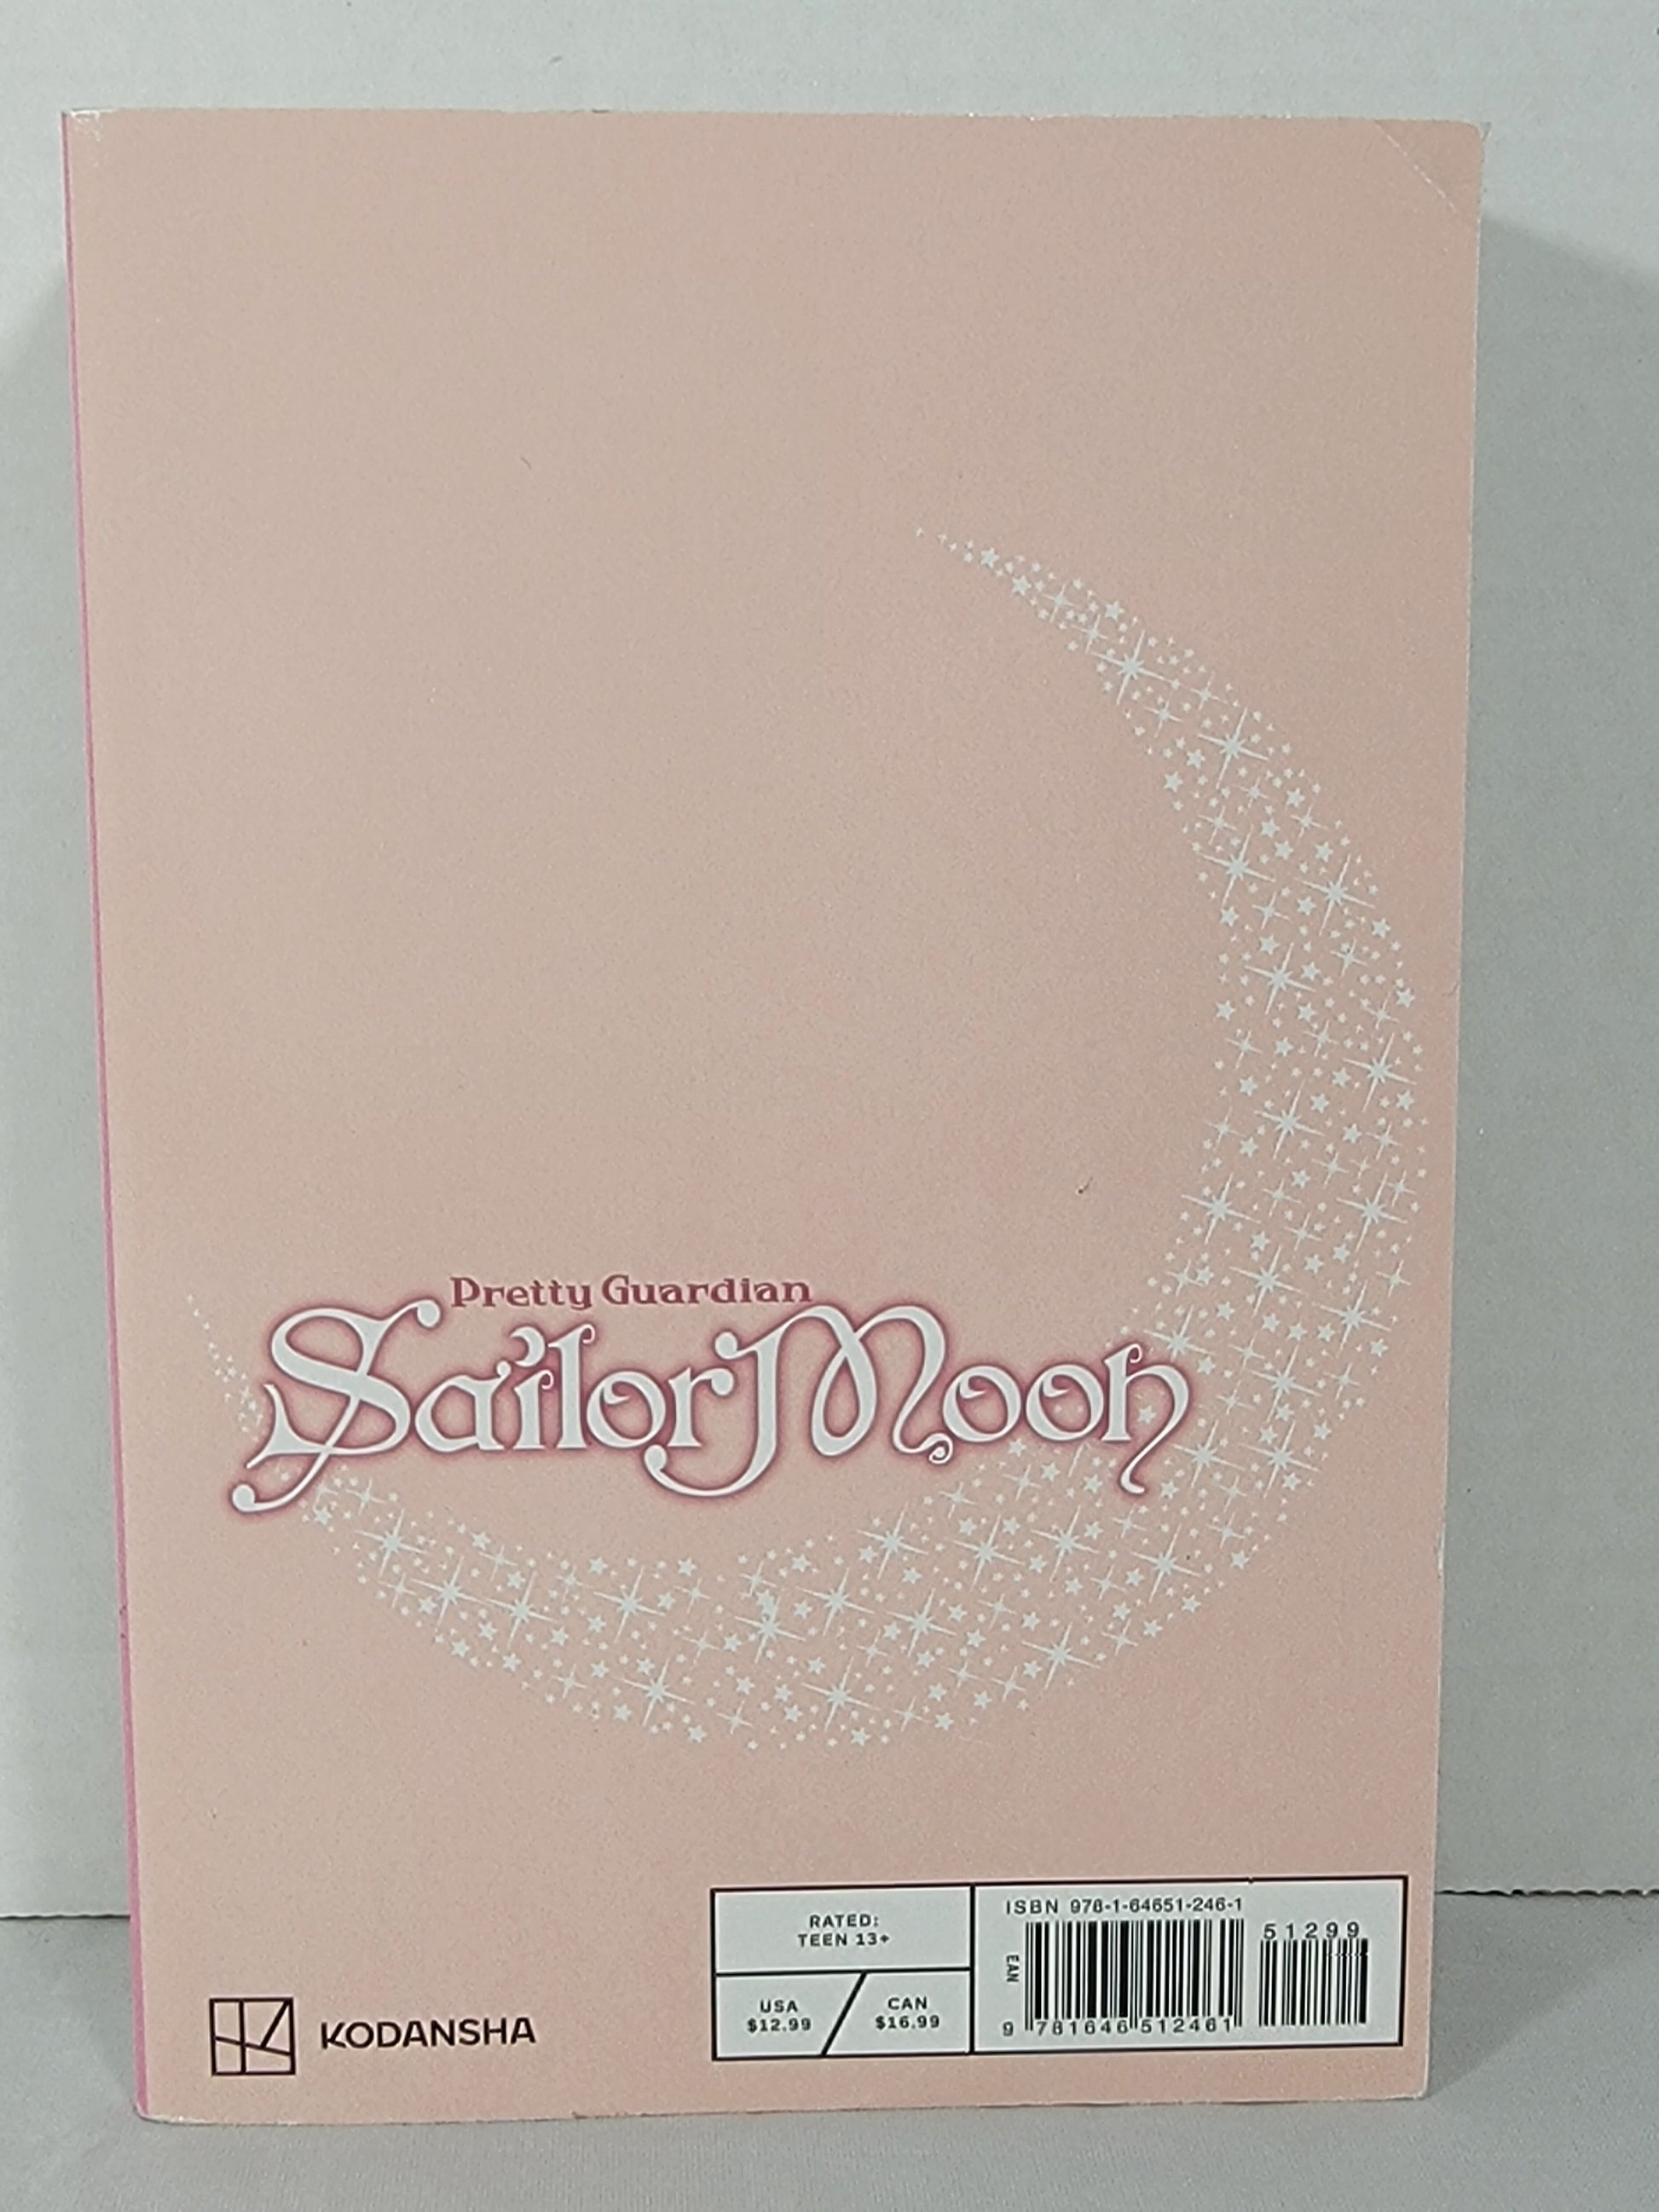 Pretty Guardian
Sailor Moon
KODANSHA
RATED:
TEEN 13+
USA
$12.99
CAN
$16.99
ISBN 978-1-64651-246-1
51299
EAN
9 781646 512461